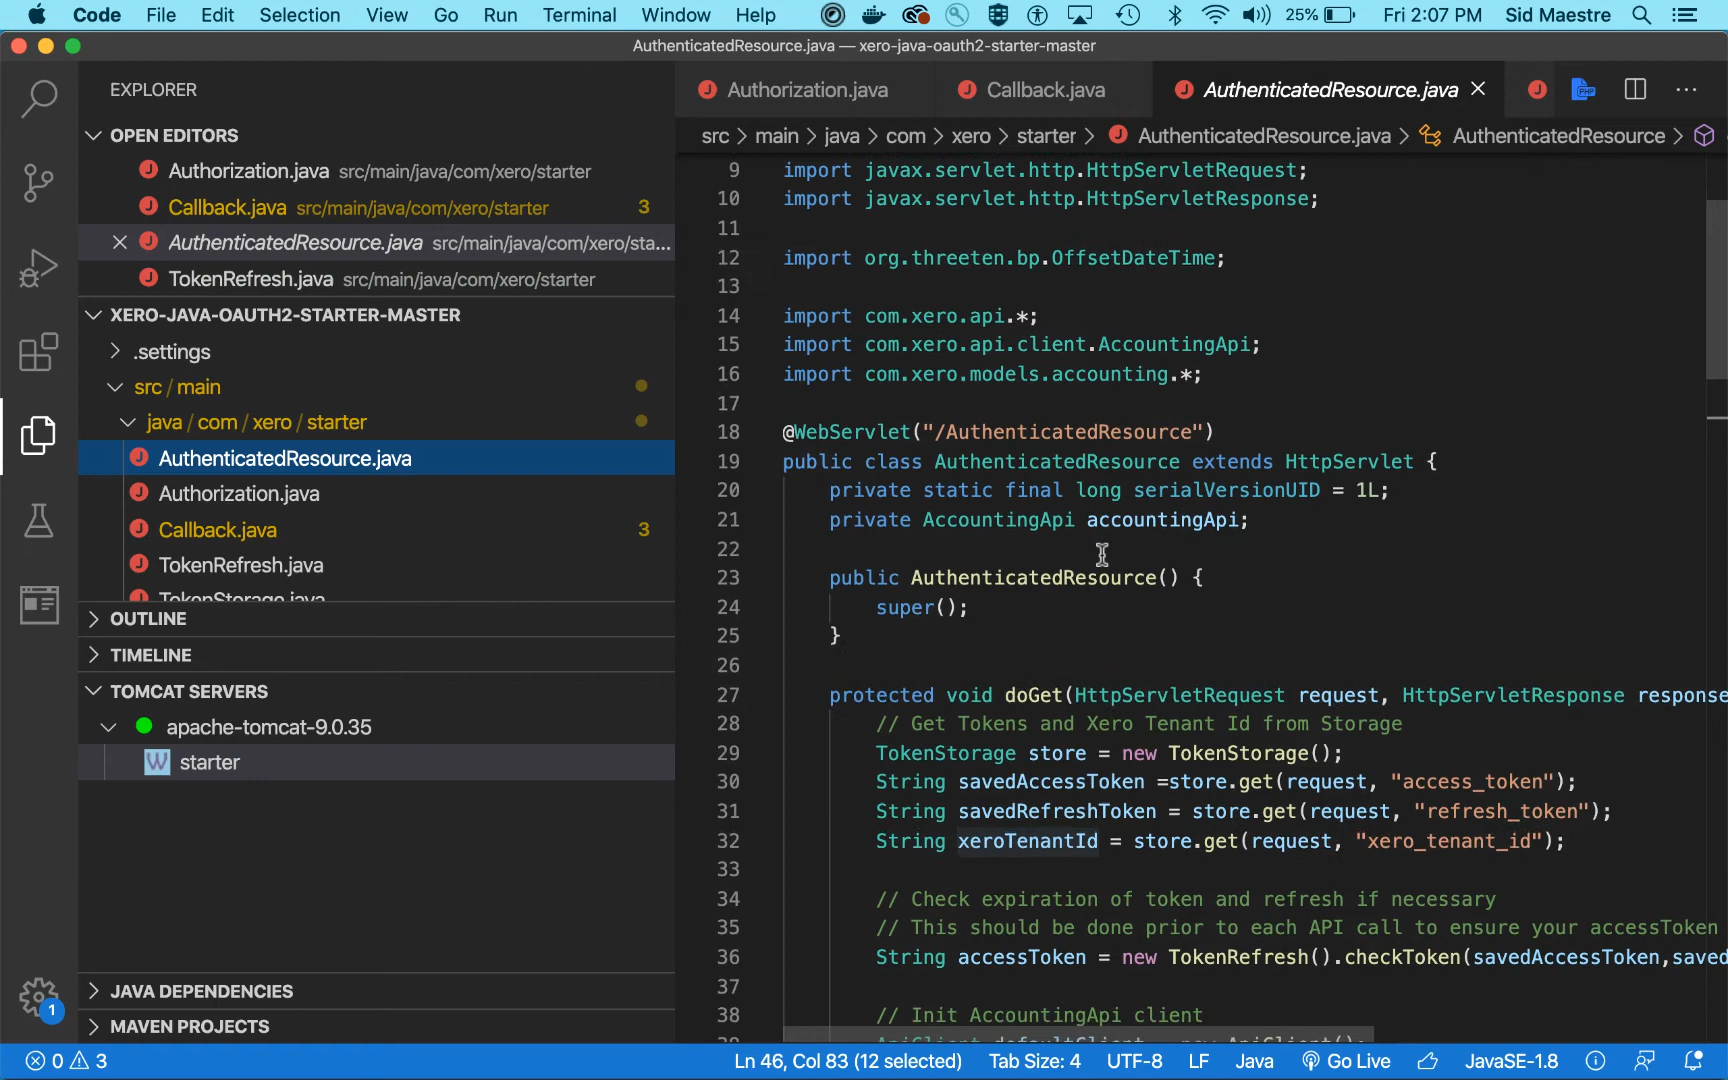 Code File Edit Selection View Go Run Terminal Window Help 25% Fri 2:07 PM Sid Maestre
AuthenticatedResource.java — xero-java-oauth2-starter-master
EXPLORER
OPEN EDITORS
Authorization.java src/main/java/com/xero/starter
Callback.java src/main/java/com/xero/starter 3
AuthenticatedResource.java src/main/java/com/xero/sta...
TokenRefresh.java src/main/java/com/xero/starter
XERO-JAVA-OAUTH2-STARTER-MASTER
.settings
src / main
java / com / xero / starter
AuthenticatedResource.java
Authorization.java
Callback.java 3
TokenRefresh.java
TokenStorage.java
OUTLINE
TIMELINE
TOMCAT SERVERS
apache-tomcat-9.0.35
W starter
JAVA DEPENDENCIES
MAVEN PROJECTS
1
Authorization.java Callback.java AuthenticatedResource.java
src > main > java > com > xero > starter > AuthenticatedResource.java > AuthenticatedResource >
9 import javax.servlet.http.HttpServletRequest;
10 import javax.servlet.http.HttpServletResponse;
11
12 import org.threeten.bp.OffsetDateTime;
13
14 import com.xero.api.*;
15 import com.xero.api.client.AccountingApi;
16 import com.xero.models.accounting.*;
17
18 @WebServlet("/AuthenticatedResource")
19 public class AuthenticatedResource extends HttpServlet {
20 private static final long serialVersionUID = 1L;
21 private AccountingApi accountingApi;
22
23 public AuthenticatedResource() {
24 super();
25 }
26
27 protected void doGet(HttpServletRequest request, HttpServletResponse response
28 // Get Tokens and Xero Tenant Id from Storage
29 TokenStorage store = new TokenStorage();
30 String savedAccessToken =store.get(request, "access_token");
31 String savedRefreshToken = store.get(request, "refresh_token");
32 String xeroTenantId = store.get(request, "xero_tenant_id");
33
34 // Check expiration of token and refresh if necessary
35 // This should be done prior to each API call to ensure your accessToken
36 String accessToken = new TokenRefresh().checkToken(savedAccessToken,saved
37
38 // Init AccountingApi client
0 3 Ln 46, Col 83 (12 selected) Tab Size: 4 UTF-8 LF Java Go Live JavaSE-1.8